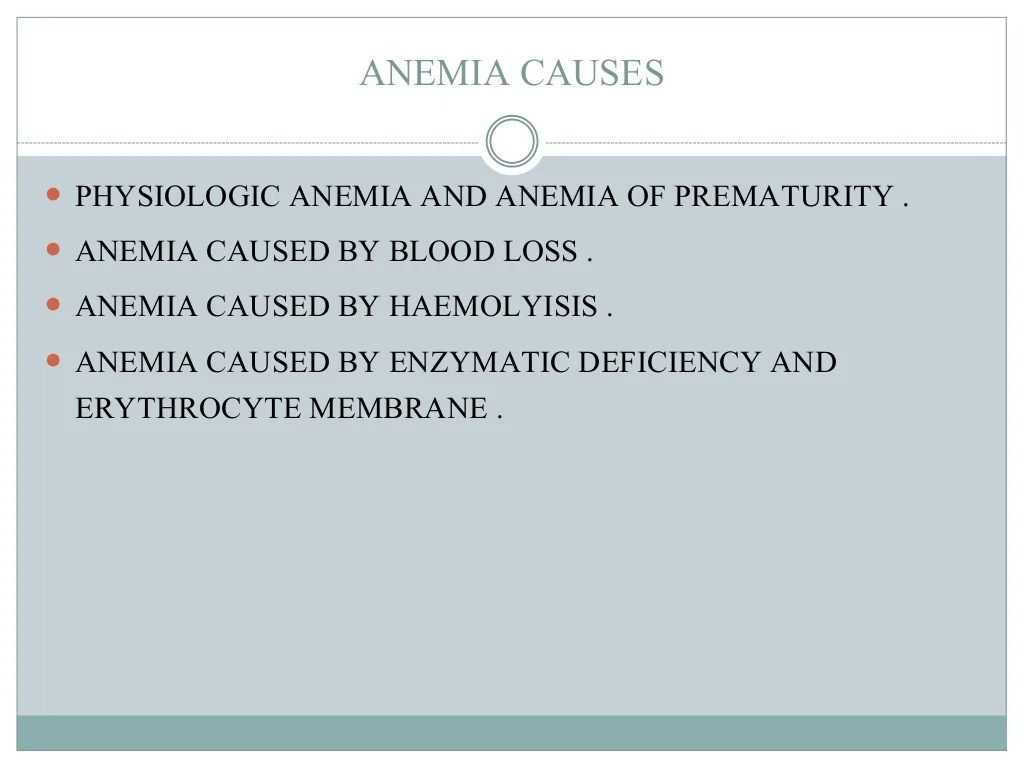 ANEMIA CAUSES
PHYSIOLOGIC ANEMIA AND ANEMIA OF PREMATURITY .
ANEMIA CAUSED BY BLOOD LOSS .
ANEMIA CAUSED BY HAEMOLYISIS .
ANEMIA CAUSED BY ENZYMATIC DEFICIENCY AND
ERYTHROCYTE MEMBRANE .